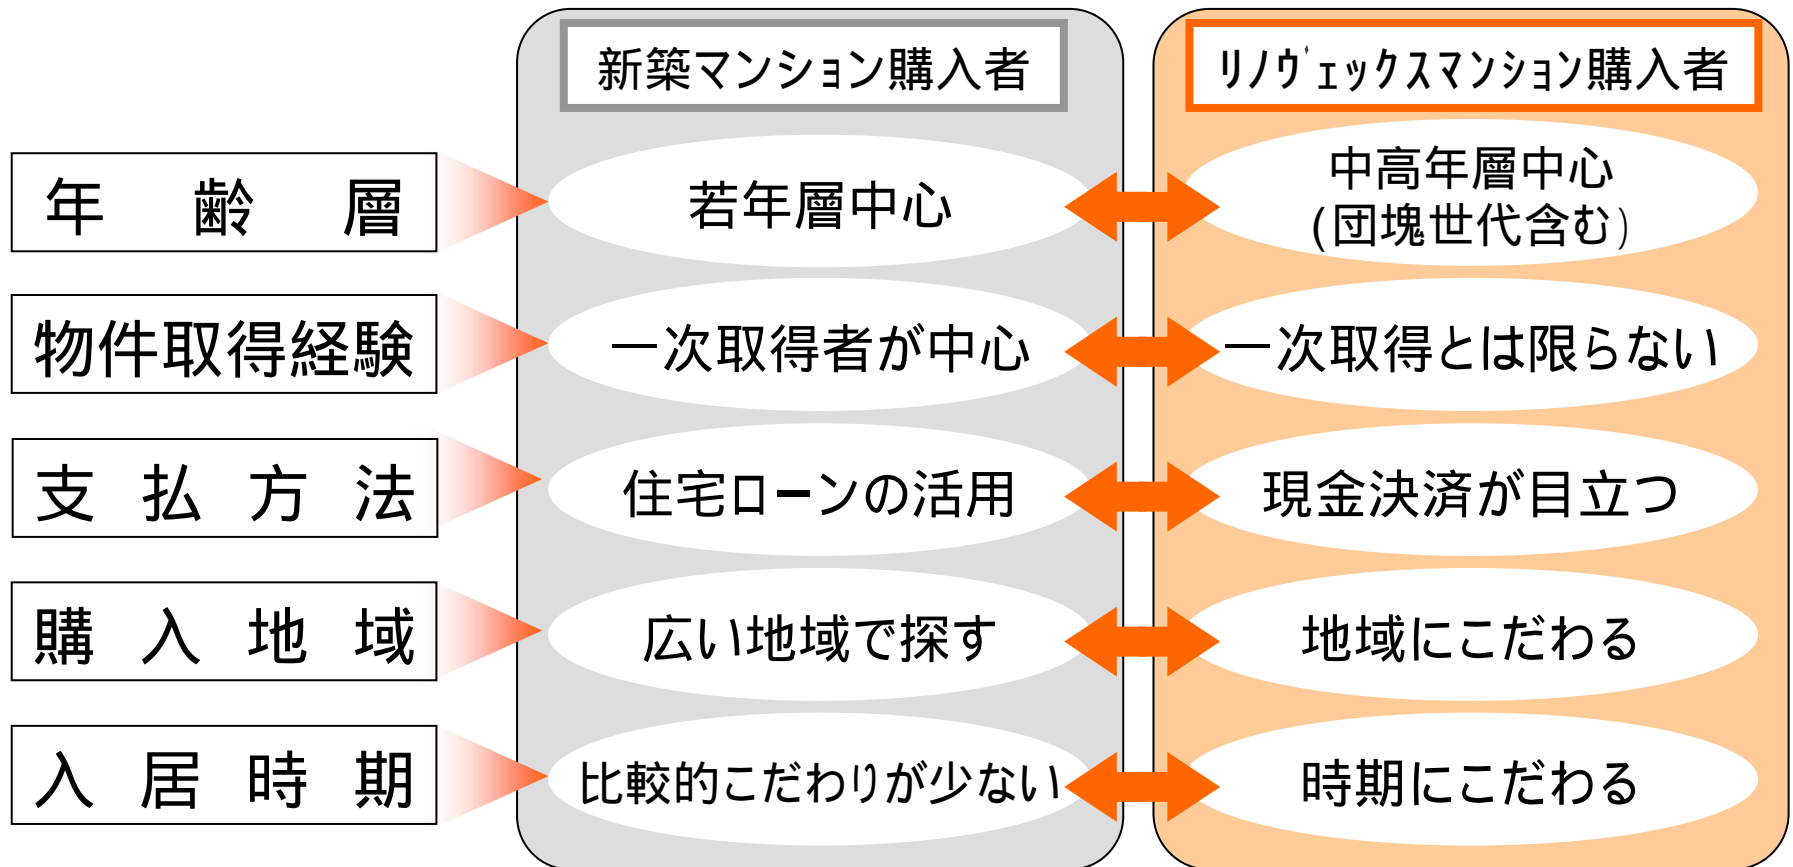 新築マンション購入者
リノヴェックスマンション購入者
年齢層
若年層中心
中高年層中心
(団塊世代含む)
物件取得経験
一次取得者が中心
一次取得とは限らない
支払方法
住宅ローンの活用
現金決済が目立つ
購入地域
広い地域で探す
地域にこだわる
入居時期
比較的こだわりが少ない
時期にこだわる